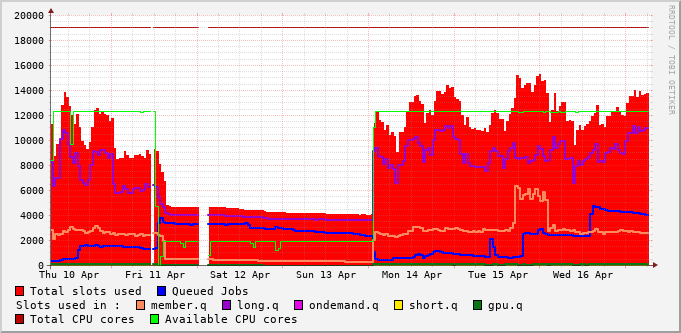 20000
18000
16000
14000
12000
10000
8000
6000
4000
2000
0
Thu 10 Apr Fri 11 Apr Sat 12 Apr Sun 13 Apr Mon 14 Apr Tue 15 Apr Wed 16 Apr
Total slots used Queued Jobs
Slots used in : member.q long.q ondemand.q short.q gpu.q
Total CPU cores Available CPU cores
RRDTOOL / TOBI OETIKER